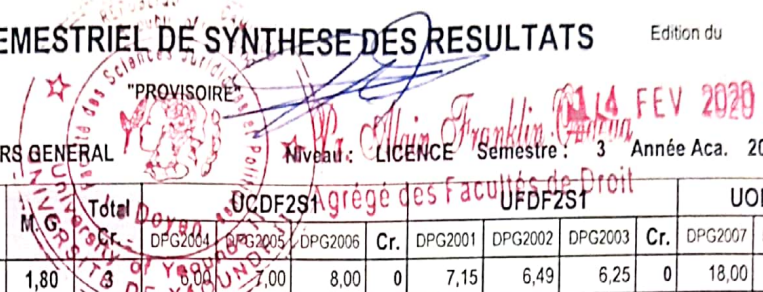 EMESTRIEL DE SYNTHESE DES RESULTATS Edition du
"PROVISOIRE"
14 FEV 2020
RS GENERAL Niveau : LICENCE Semestre : 3 Année Aca. 20
Agrégé des Facultés de Droit
M. G. Total Cr. UCDF2S1 UFDF2S1 UO
DPG2004 DPG2005 DPG2006 Cr. DPG2001 DPG2002 DPG2003 Cr. DPG2007
1,80 3 6,00 7,00 8,00 0 7,15 6,49 6,25 0 18,00
Doyen
University of Yaounde